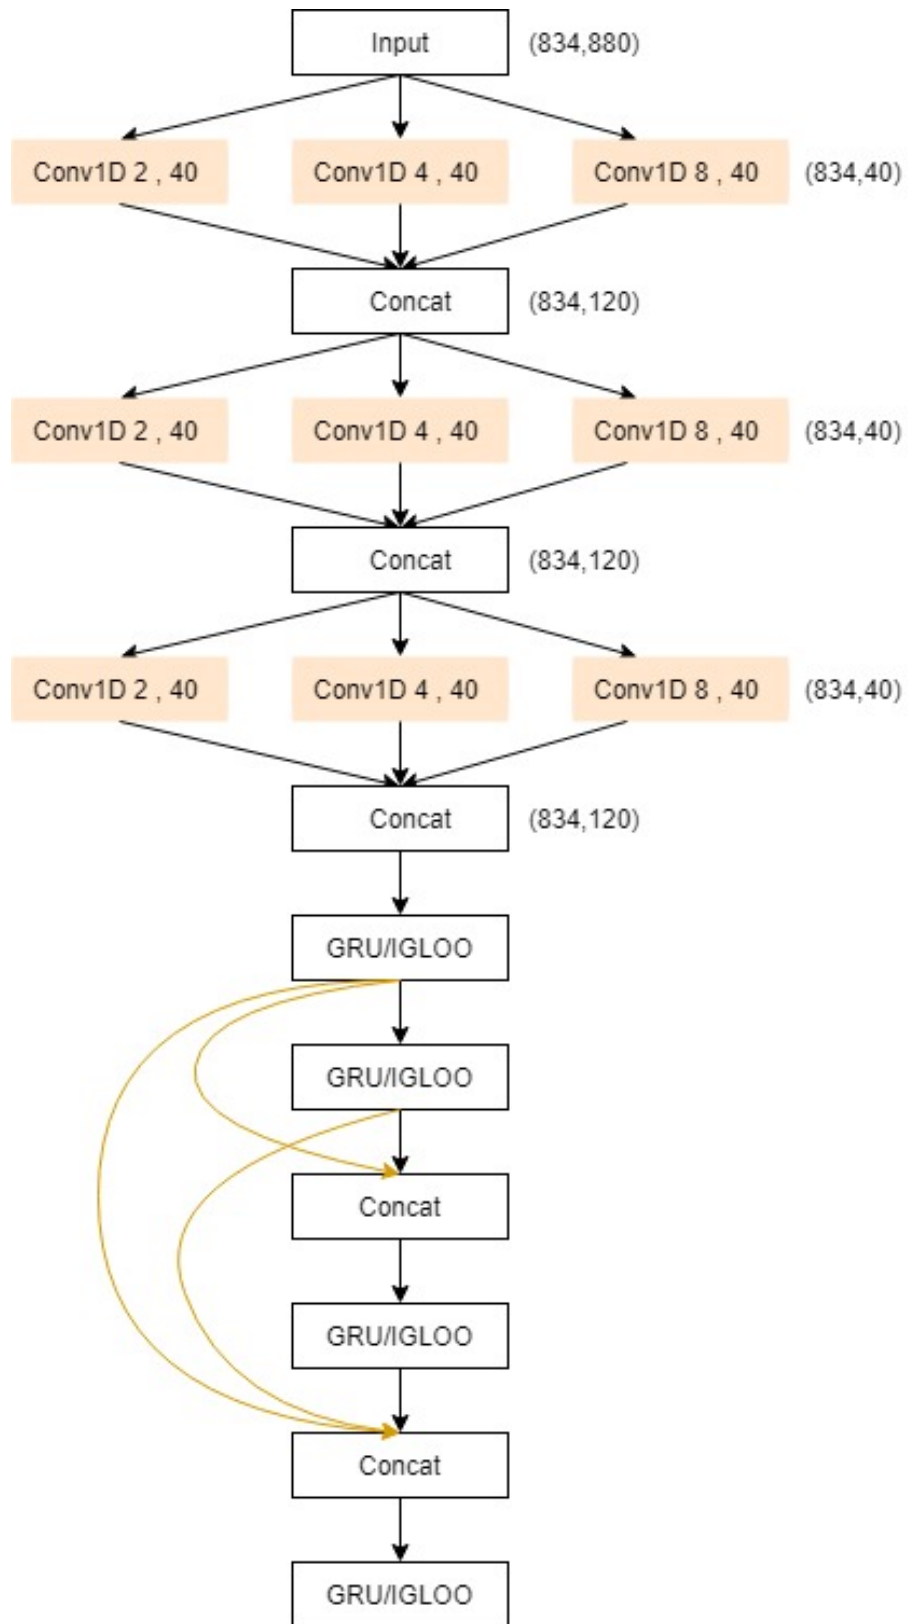 Input (834,880)
Conv1D 2 , 40 Conv1D 4 , 40 Conv1D 8 , 40 (834,40)
Concat (834,120)
Conv1D 2 , 40 Conv1D 4 , 40 Conv1D 8 , 40 (834,40)
Concat (834,120)
Conv1D 2 , 40 Conv1D 4 , 40 Conv1D 8 , 40 (834,40)
Concat (834,120)
GRU/IGLOO
GRU/IGLOO
Concat
GRU/IGLOO
Concat
GRU/IGLOO